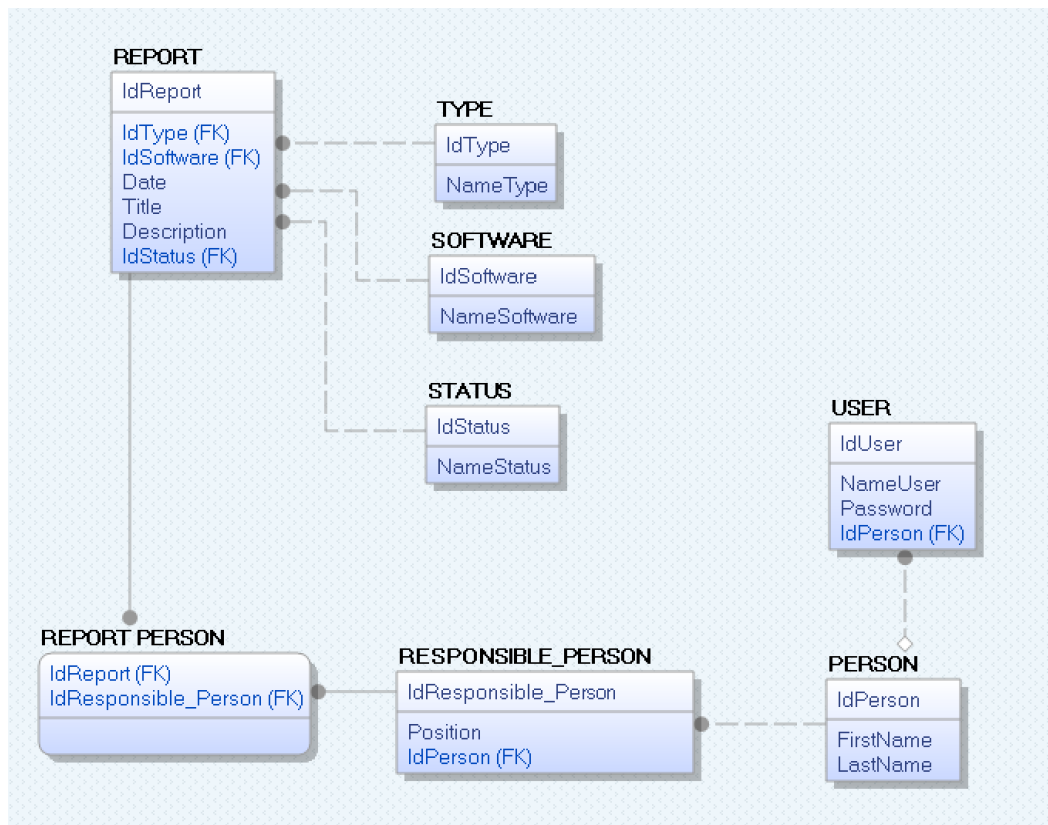 REPORT
IdReport
IdType (FK)
IdSoftware (FK)
Date
Title
Description
IdStatus (FK)
TYPE
IdType
NameType
SOFTWARE
IdSoftware
NameSoftware
STATUS
IdStatus
NameStatus
USER
IdUser
NameUser
Password
IdPerson (FK)
REPORT PERSON
IdReport (FK)
IdResponsible_Person (FK)
RESPONSIBLE_PERSON
IdResponsible_Person
Position
IdPerson (FK)
PERSON
IdPerson
FirstName
LastName